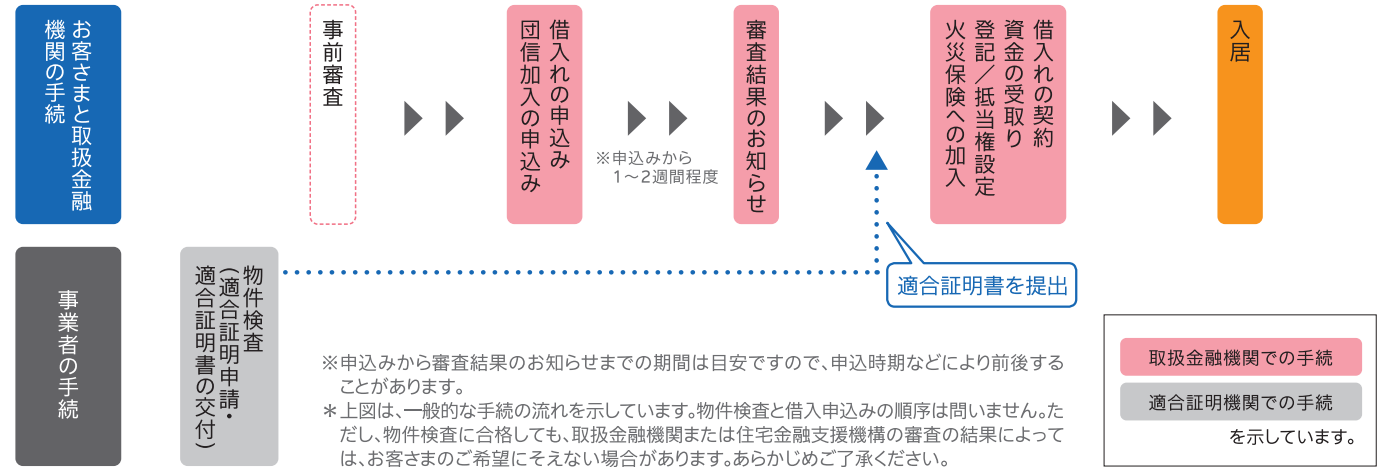 お客さまと取扱金融
機関の手続
事前審査
借入れの申込み
団信加入の申込み
※申込みから
1～2週間程度
審査結果のお知らせ
借入れの契約
資金の受取り
登記／抵当権設定
火災保険への加入
入居
事業者の手続
物件検査
(適合証明申請・
適合証明書の交付)
適合証明書を提出
※申込みから審査結果のお知らせまでの期間は目安ですので、申込時期などにより前後する
ことがあります。
＊上図は、一般的な手続の流れを示しています。物件検査と借入申込みの順序は問いません。た
だし、物件検査に合格しても、取扱金融機関または住宅金融支援機構の審査の結果によって
は、お客さまのご希望にそえない場合があります。あらかじめご了承ください。
取扱金融機関での手続
適合証明機関での手続
を示しています。